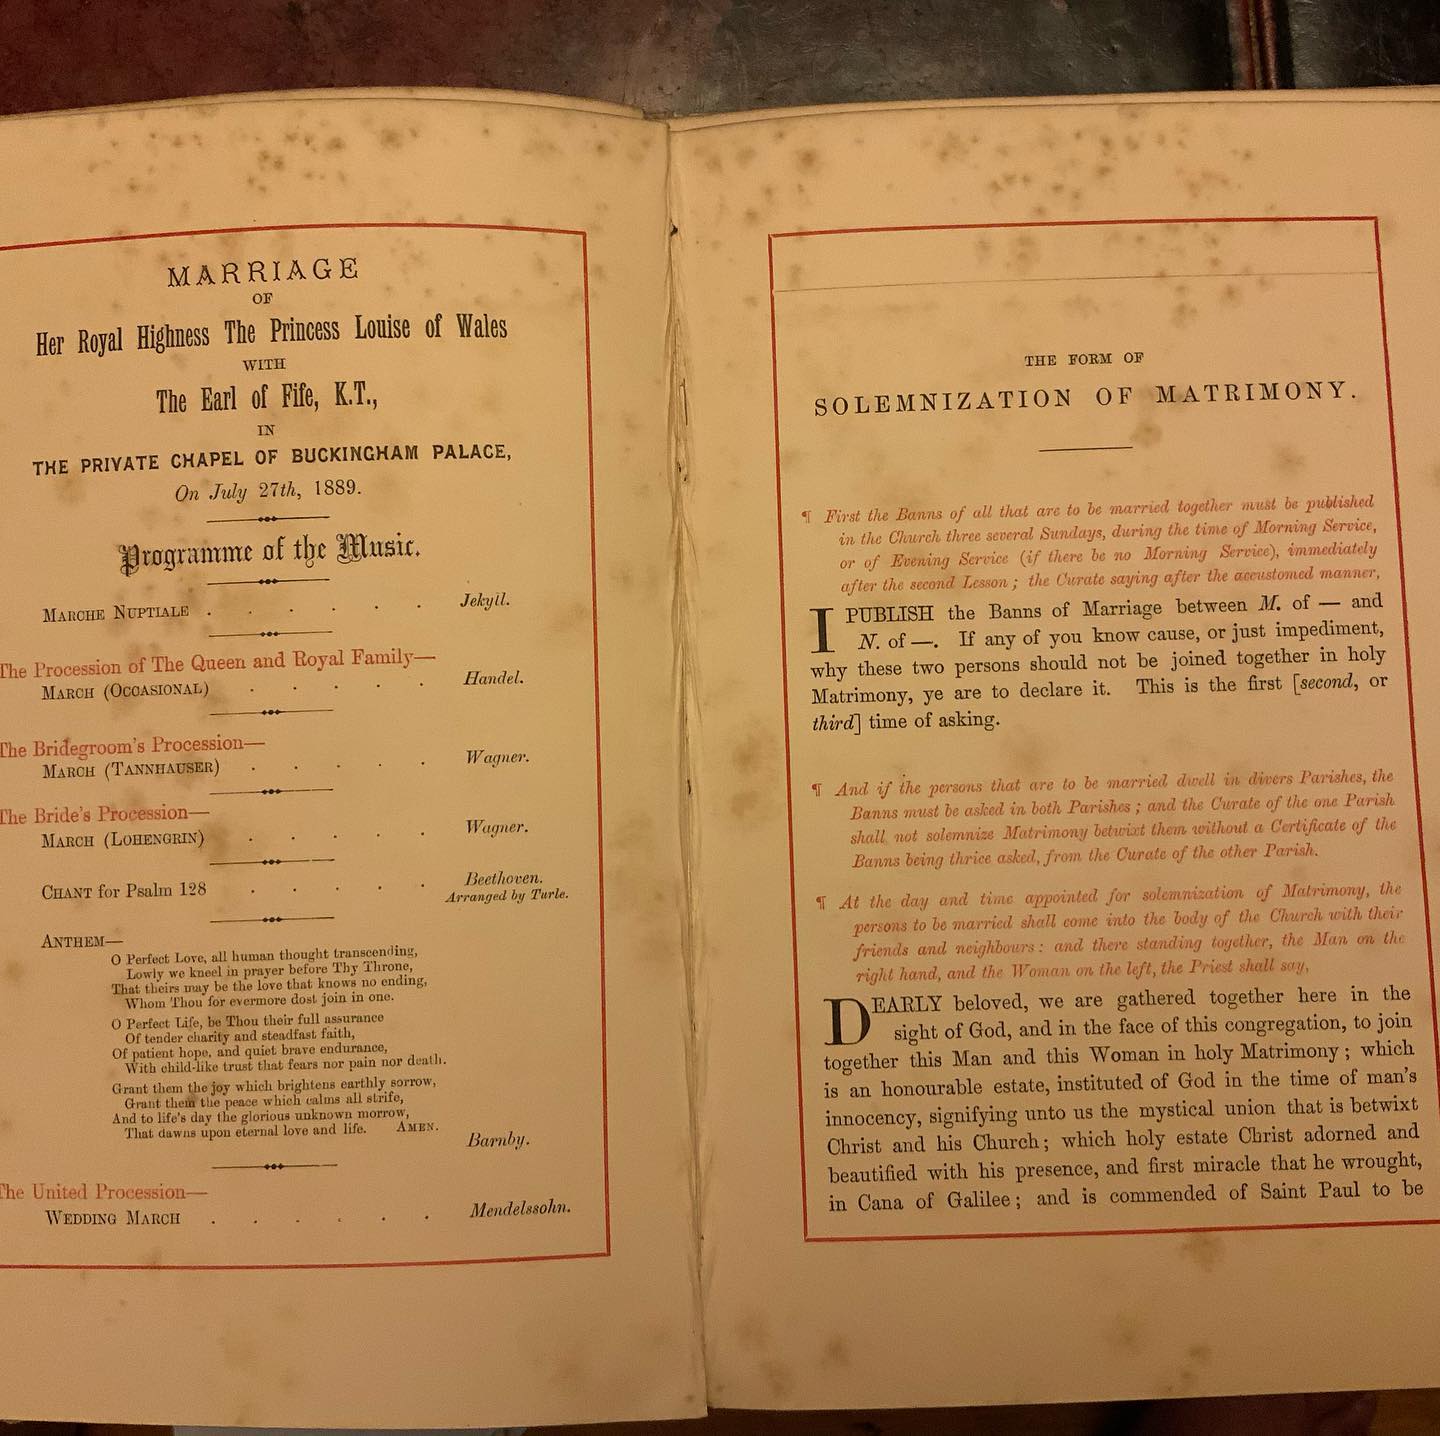 MARRIAGE
OF
Her Royal Highness The Princess Louise of Wales
WITH
The Earl of Fife, K.T.,
IN
THE PRIVATE CHAPEL OF BUCKINGHAM PALACE,
On July 27th, 1889.
Programme of the Music.
MARCHE NUPTIALE . . . . . . Jekyll.
The Procession of The Queen and Royal Family—
MARCH (OCCASIONAL) . . . . . Handel.
The Bridegroom's Procession—
MARCH (TANNHAUSER) . . . . . Wagner.
The Bride's Procession—
MARCH (LOHENGRIN) . . . . . Wagner.
CHANT for Psalm 128 . . . . . Beethoven.
Arranged by Turle.
ANTHEM—
O Perfect Love, all human thought transcending,
Lowly we kneel in prayer before Thy Throne,
That theirs may be the love that knows no ending,
Whom Thou for evermore dost join in one.
O Perfect Life, be Thou their full assurance
Of tender charity and steadfast faith,
Of patient hope, and quiet brave endurance,
With child-like trust that fears nor pain nor death.
Grant them the joy which brightens earthly sorrow,
Grant them the peace which calms all strife,
And to life's day the glorious unknown morrow,
That dawns upon eternal love and life. AMEN.
Barnby.
The United Procession—
WEDDING MARCH . . . . . . Mendelssohn.
THE FORM OF
SOLEMNIZATION OF MATRIMONY.
¶ First the Banns of all that are to be married together must be published
in the Church three several Sundays, during the time of Morning Service,
or of Evening Service (if there be no Morning Service), immediately
after the second Lesson; the Curate saying after the accustomed manner,
I PUBLISH the Banns of Marriage between M. of — and
N. of —. If any of you know cause, or just impediment,
why these two persons should not be joined together in holy
Matrimony, ye are to declare it. This is the first [second, or
third] time of asking.
¶ And if the persons that are to be married dwell in divers Parishes, the
Banns must be asked in both Parishes; and the Curate of the one Parish
shall not solemnize Matrimony betwixt them without a Certificate of the
Banns being thrice asked, from the Curate of the other Parish.
¶ At the day and time appointed for solemnization of Matrimony, the
persons to be married shall come into the body of the Church with their
friends and neighbours: and there standing together, the Man on the
right hand, and the Woman on the left, the Priest shall say,
DEARLY beloved, we are gathered together here in the
sight of God, and in the face of this congregation, to join
together this Man and this Woman in holy Matrimony; which
is an honourable estate, instituted of God in the time of man's
innocency, signifying unto us the mystical union that is betwixt
Christ and his Church; which holy estate Christ adorned and
beautified with his presence, and first miracle that he wrought,
in Cana of Galilee; and is commended of Saint Paul to be